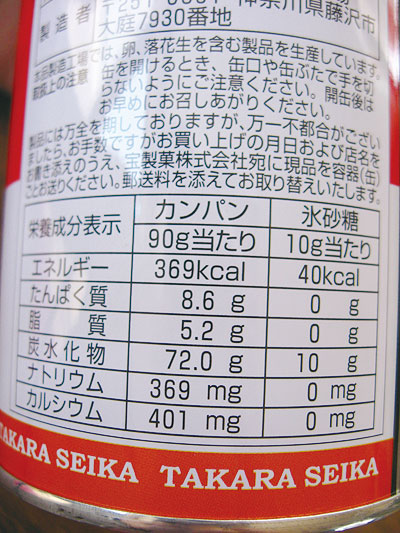 製造者
大庭7930番地
本品製造工場では、卵、落花生を含む製品を生産しています。
取扱上の注意 缶を開けるとき、缶口や缶ぶたで手を切
らないようにご注意ください。開缶後は
お早めにお召しあがりください。
製品には万全を期しておりますが、万一不都合がござい
ましたら、お手数ですがお買い上げの月日および店名を
お書き添えのうえ、宝製菓株式会社宛に現品を容器(缶)
ごとお送りください。郵送料を添えてお取り替えいたします。
栄養成分表示 カンパン 氷砂糖
90g当たり 10g当たり
エネルギー 369kcal 40kcal
たんぱく質 8.6 g 0 g
脂質 5.2 g 0 g
炭水化物 72.0 g 10 g
ナトリウム 369 mg 0 mg
カルシウム 401 mg 0 mg
TAKARA SEIKA TAKARA SEIKA